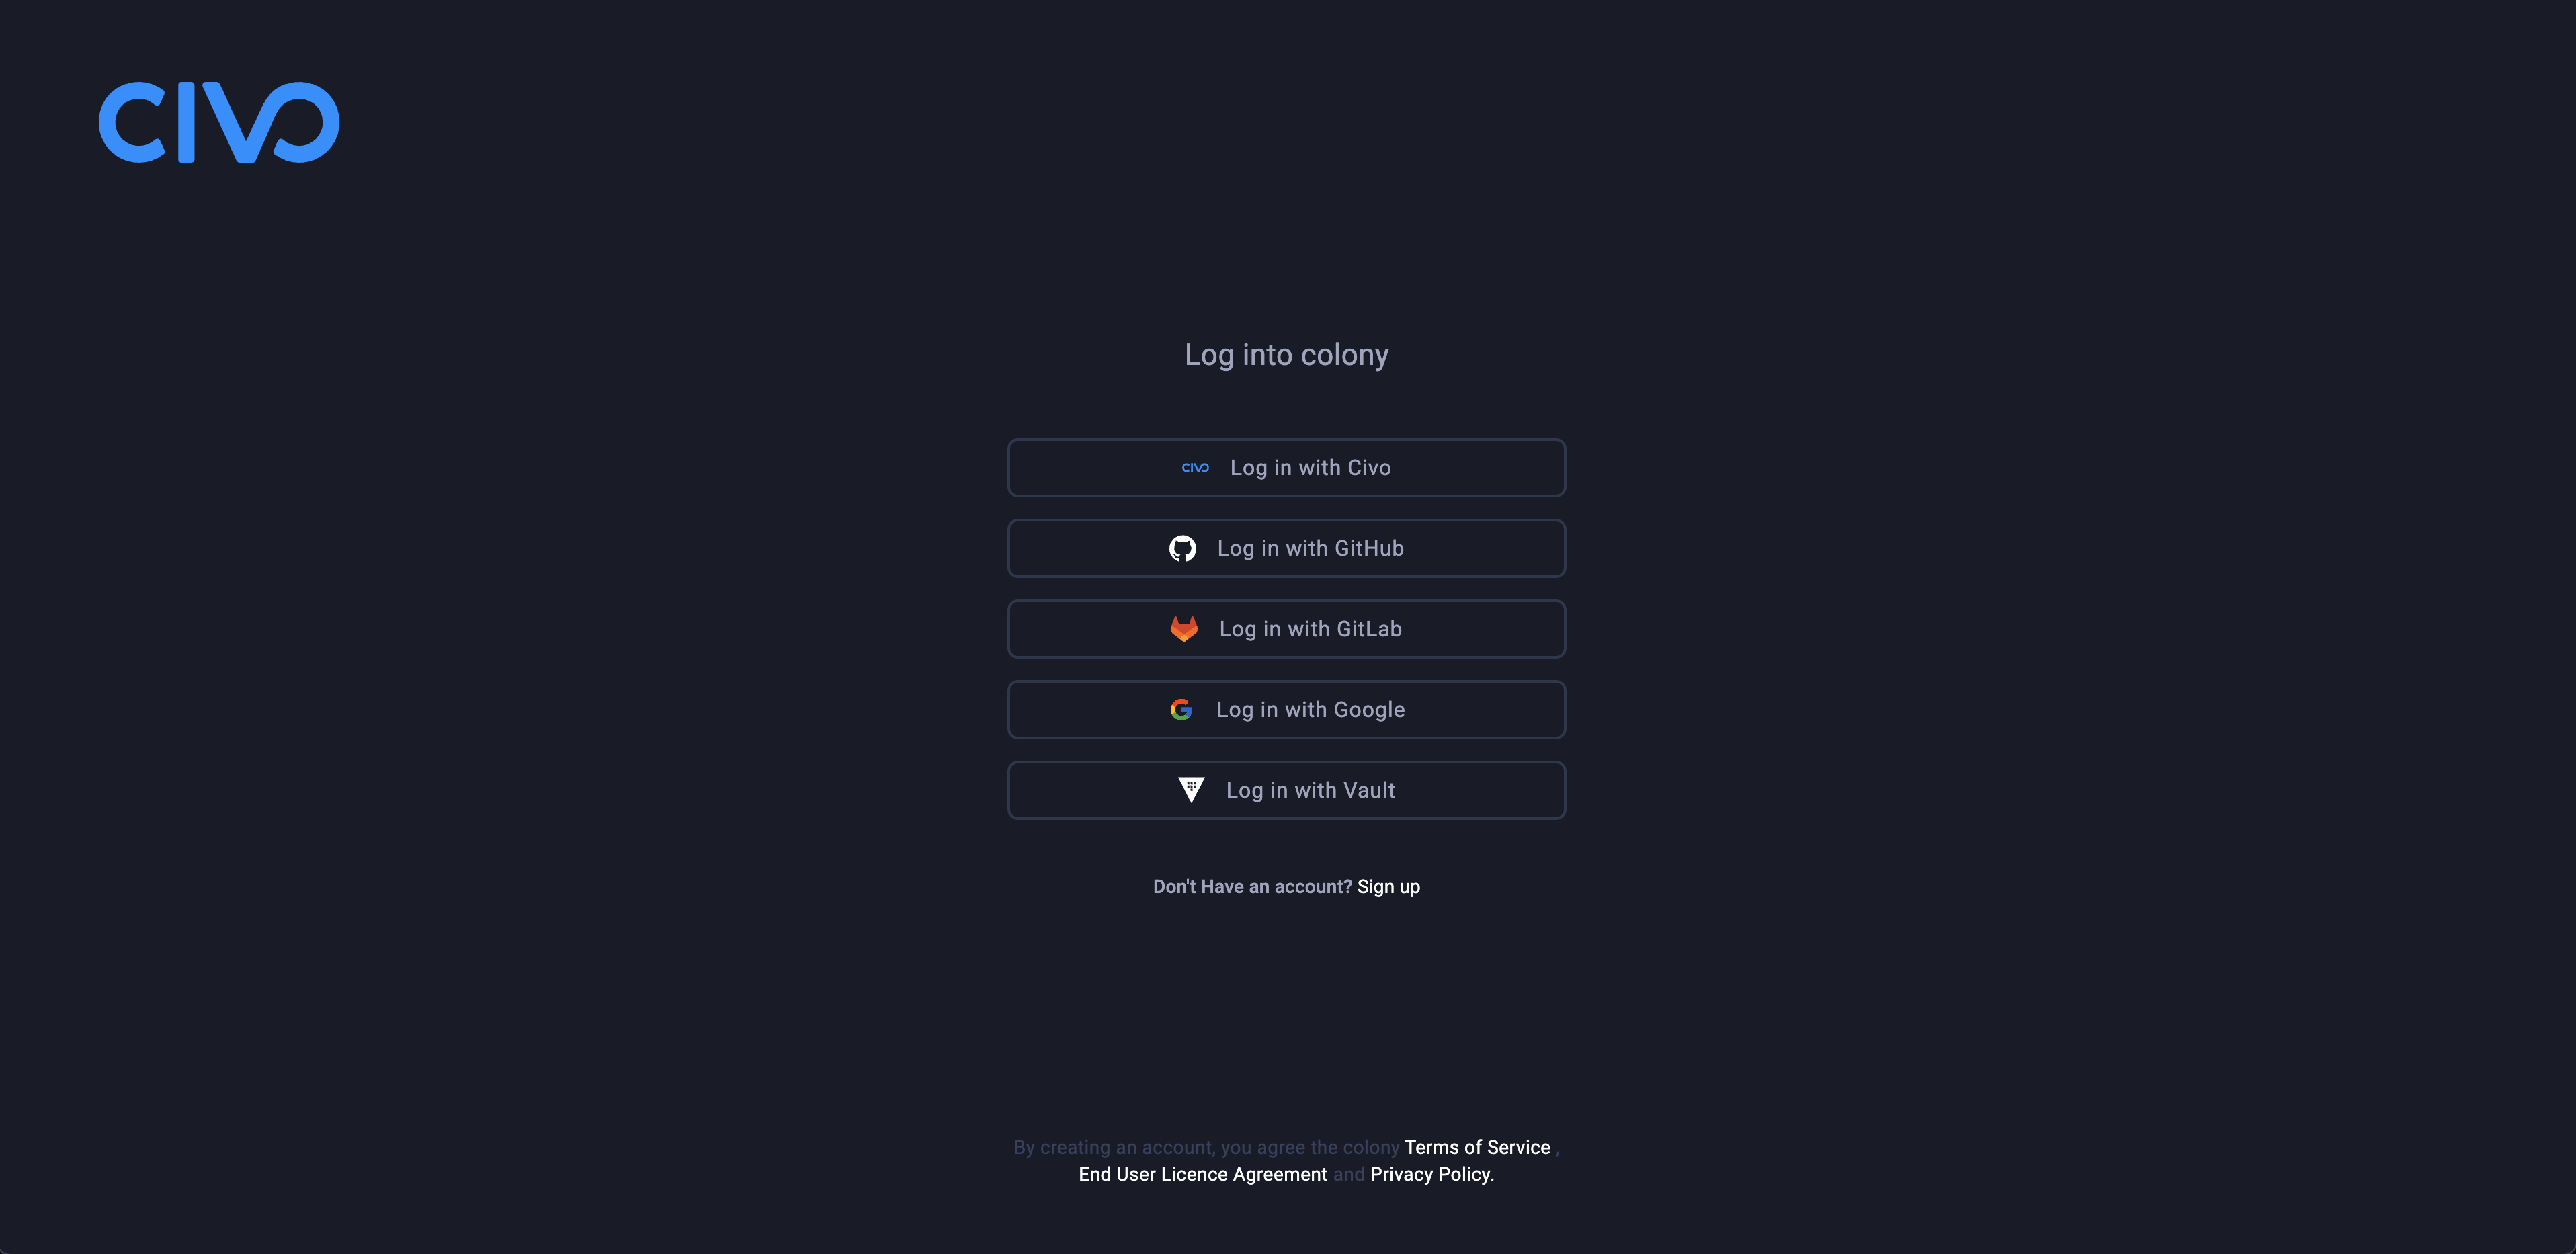 CIVO
Log into colony
CIVO Log in with Civo
Log in with GitHub
Log in with GitLab
G Log in with Google
Log in with Vault
Don't Have an account? Sign up
By creating an account, you agree the colony Terms of Service ,
End User Licence Agreement and Privacy Policy.